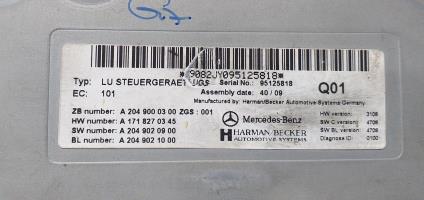 *9082JY095125818*
Typ: LU STEUERGERAET UGS Serial No. 95125818
EC: 101 Assembly date: 40 / 09 Q01
Manufactured by: Harman/Becker Automotive Systems Germany
ZB number: A 204 900 03 00 ZGS : 001
HW number: A 171 827 03 45
SW number: A 204 902 09 00
BL number: A 204 902 10 00
Mercedes-Benz
HARMAN/BECKER
AUTOMOTIVE SYSTEMS
HW version: 3108
SW C version: 4708
SW BL version: 4708
Diagnose ID: 0100